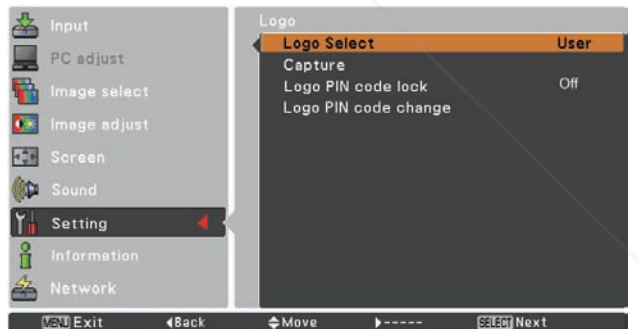 Input
PC adjust
Image select
Image adjust
Screen
Sound
Setting
Information
Network
Logo
Logo Select User
Capture
Logo PIN code lock Off
Logo PIN code change
MENU Exit Back Move ----- SELECT Next